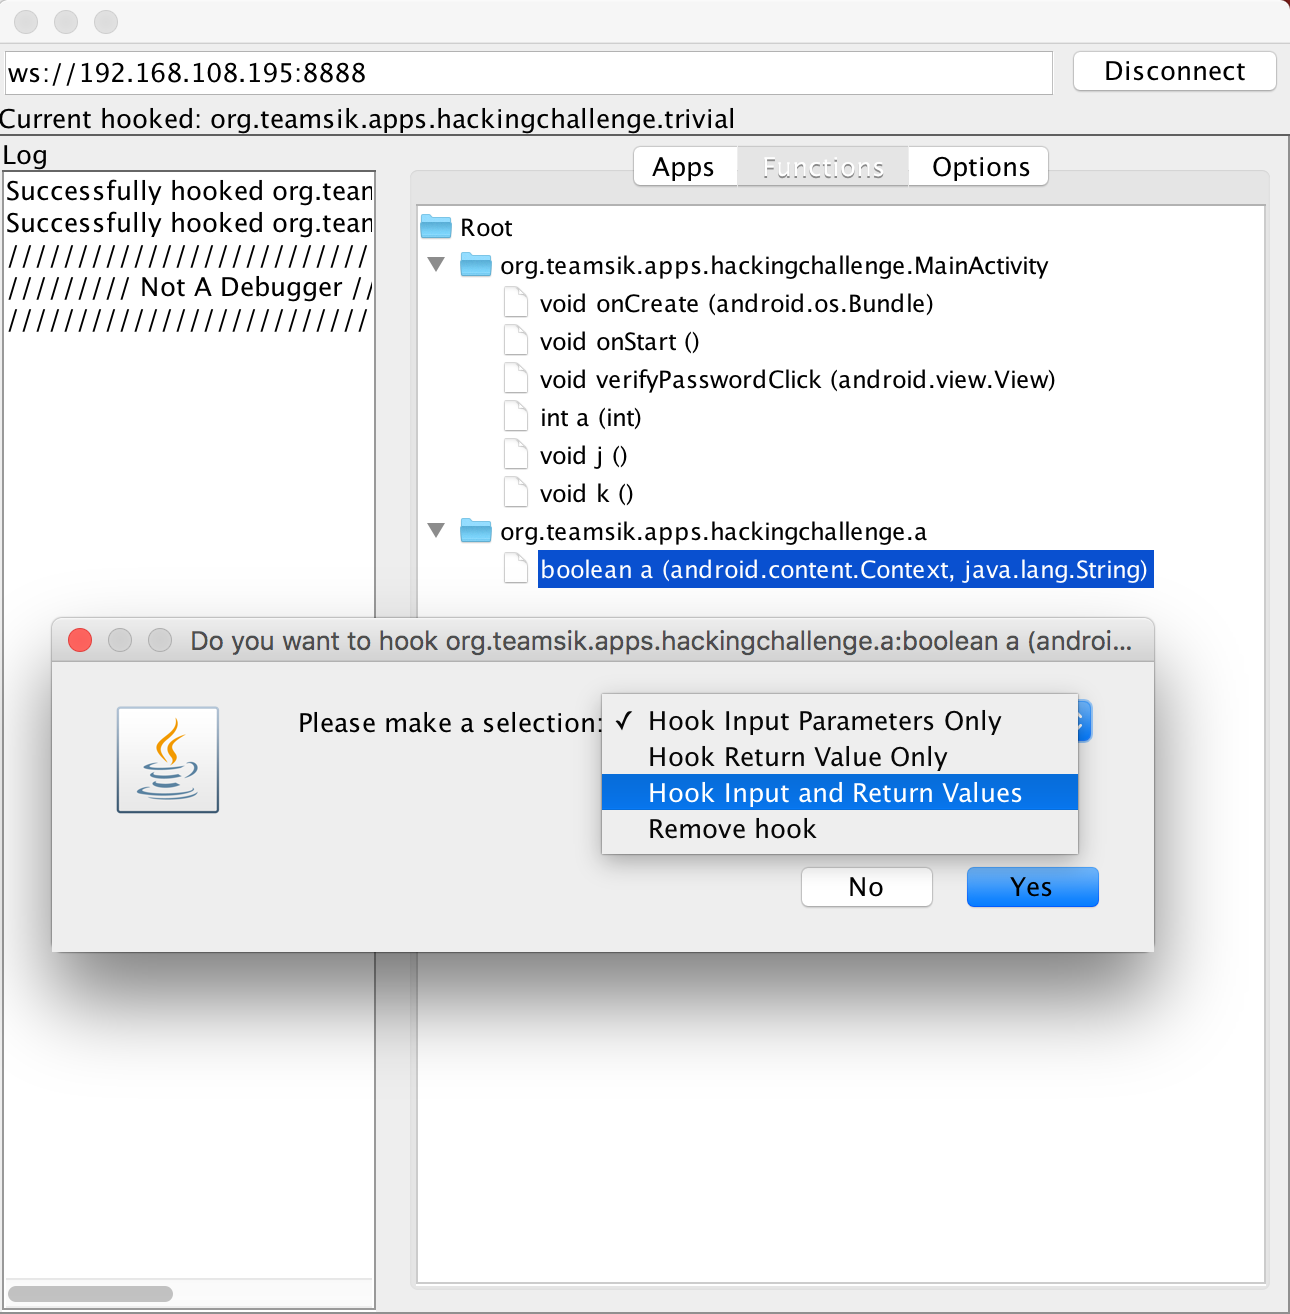 ws://192.168.108.195:8888
Disconnect
Current hooked: org.teamsik.apps.hackingchallenge.trivial
Log
Successfully hooked org.tean
Successfully hooked org.tean
//////////////////////////
///////// Not A Debugger //
//////////////////////////
Apps
Functions
Options
Root
org.teamsik.apps.hackingchallenge.MainActivity
void onCreate (android.os.Bundle)
void onStart ()
void verifyPasswordClick (android.view.View)
int a (int)
void j ()
void k ()
org.teamsik.apps.hackingchallenge.a
boolean a (android.content.Context, java.lang.String)
Do you want to hook org.teamsik.apps.hackingchallenge.a:boolean a (androi...
Please make a selection:
✓ Hook Input Parameters Only
Hook Return Value Only
Hook Input and Return Values
Remove hook
No
Yes